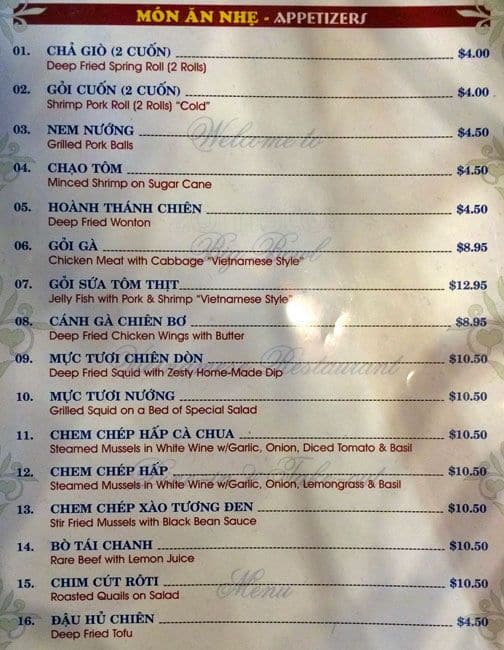 MÓN ĂN NHẸ - APPETIZERS
01. CHẢ GIÒ (2 CUỐN) $4.00
Deep Fried Spring Roll (2 Rolls)
02. GỎI CUỐN (2 CUỐN) $4.00
Shrimp Pork Roll (2 Rolls) "Cold"
03. NEM NƯỚNG $4.50
Grilled Pork Balls
Welcome to
04. CHẠO TÔM $4.50
Minced Shrimp on Sugar Cane
05. HOÀNH THÁNH CHIÊN $4.50
Deep Fried Wonton
06. GỎI GÀ $8.95
Chicken Meat with Cabbage "Vietnamese Style"
Big Bowl
07. GỎI SỨA TÔM THỊT $12.95
Jelly Fish with Pork & Shrimp "Vietnamese Style"
08. CÁNH GÀ CHIÊN BƠ $8.95
Deep Fried Chicken Wings with Butter
09. MỰC TƯƠI CHIÊN DÒN $10.50
Deep Fried Squid with Zesty Home-Made Dip
Restaurant
10. MỰC TƯƠI NƯỚNG $10.50
Grilled Squid on a Bed of Special Salad
11. CHEM CHÉP HẤP CÀ CHUA $10.50
Steamed Mussels in White Wine w/Garlic, Onion, Diced Tomato & Basil
12. CHEM CHÉP HẤP $10.50
Steamed Mussels in White Wine w/Garlic, Onion, Lemongrass & Basil
13. CHEM CHÉP XÀO TƯƠNG ĐEN $10.50
Stir Fried Mussels with Black Bean Sauce
14. BÒ TÁI CHANH $10.50
Rare Beef with Lemon Juice
15. CHIM CÚT RÔTI $10.50
Roasted Quails on Salad
Menu
16. ĐẬU HỦ CHIÊN $4.50
Deep Fried Tofu